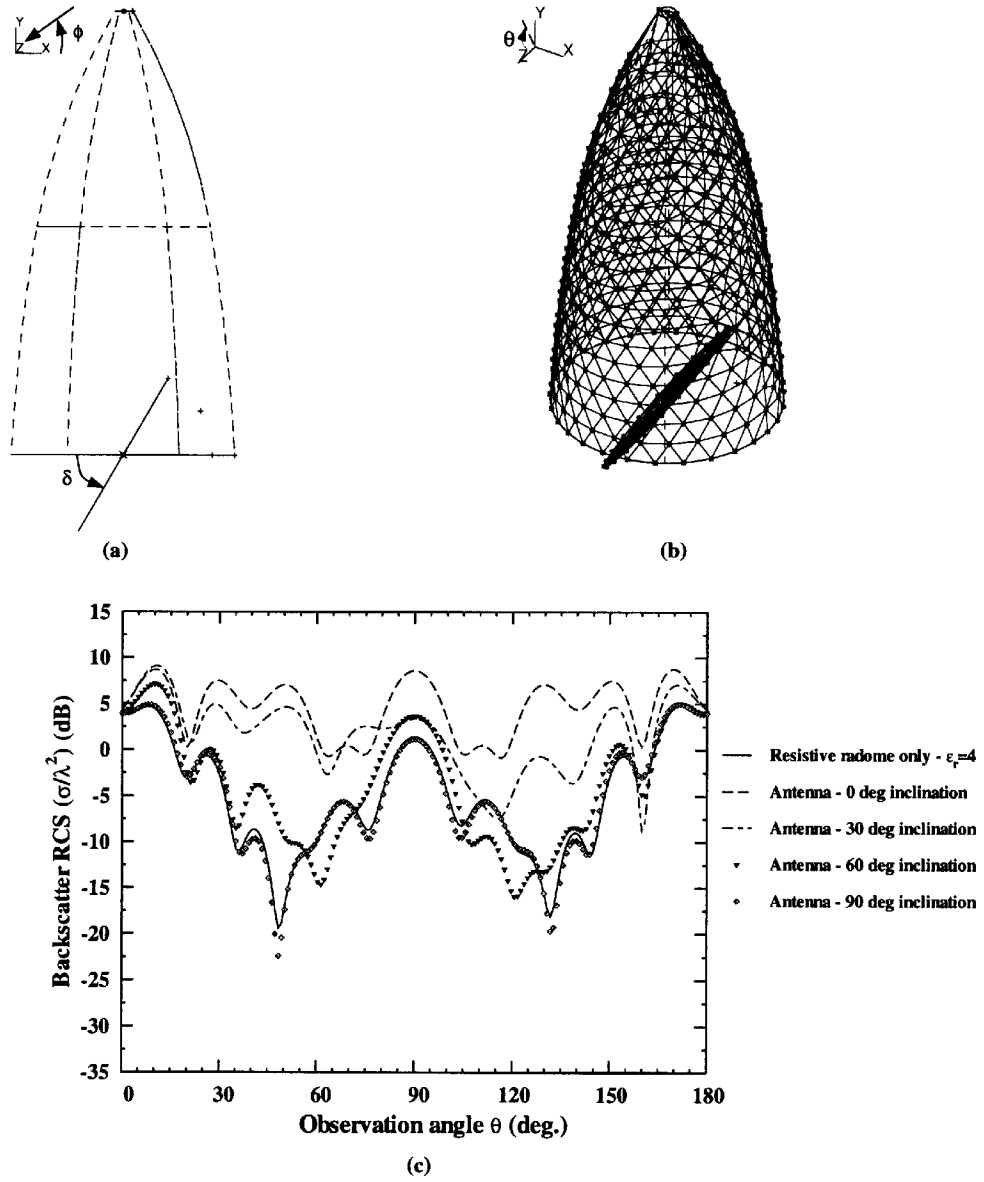 Y
Z X
ϕ
δ
(a)
Y
θ
Z X
(b)
Backscatter RCS (σ/λ²) (dB)
15
10
5
0
-5
-10
-15
-20
-25
-30
-35
0 30 60 90 120 150 180
Observation angle θ (deg.)
Resistive radome only - εr=4
Antenna - 0 deg inclination
Antenna - 30 deg inclination
Antenna - 60 deg inclination
Antenna - 90 deg inclination
(c)